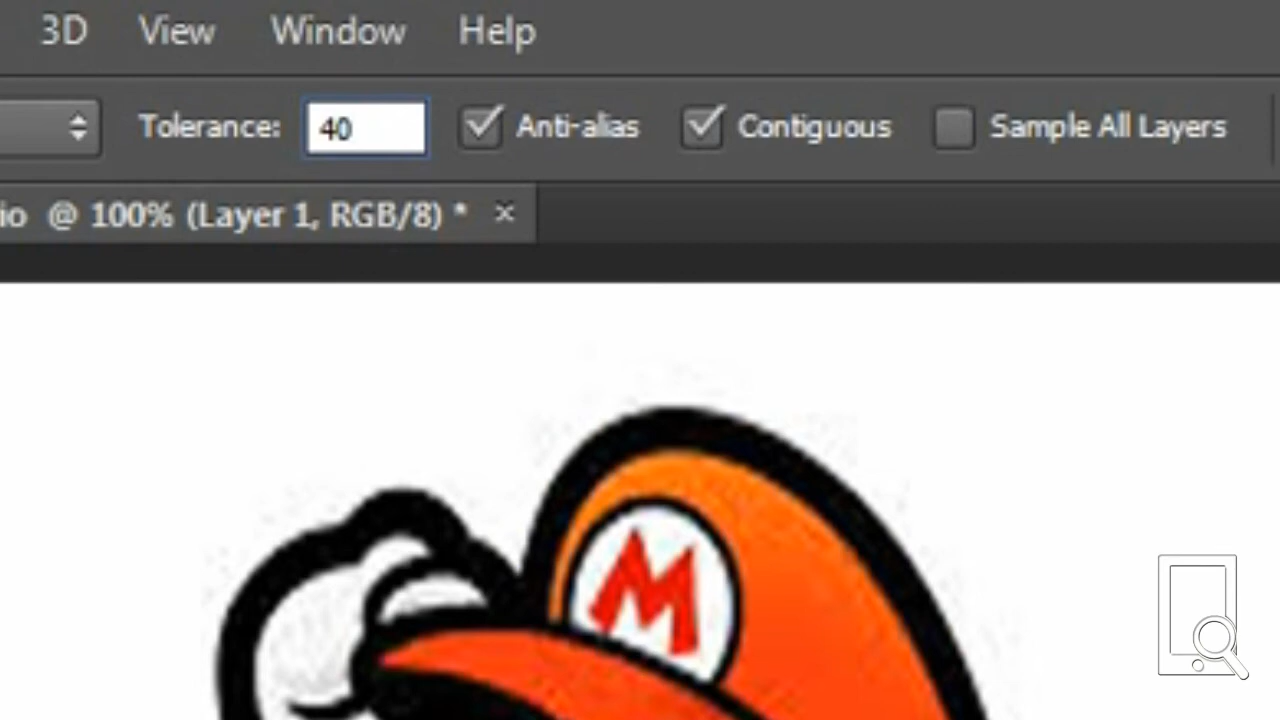 3D View Window Help
Tolerance: 40 Anti-alias Contiguous Sample All Layers
io @ 100% (Layer 1, RGB/8) * ×
M